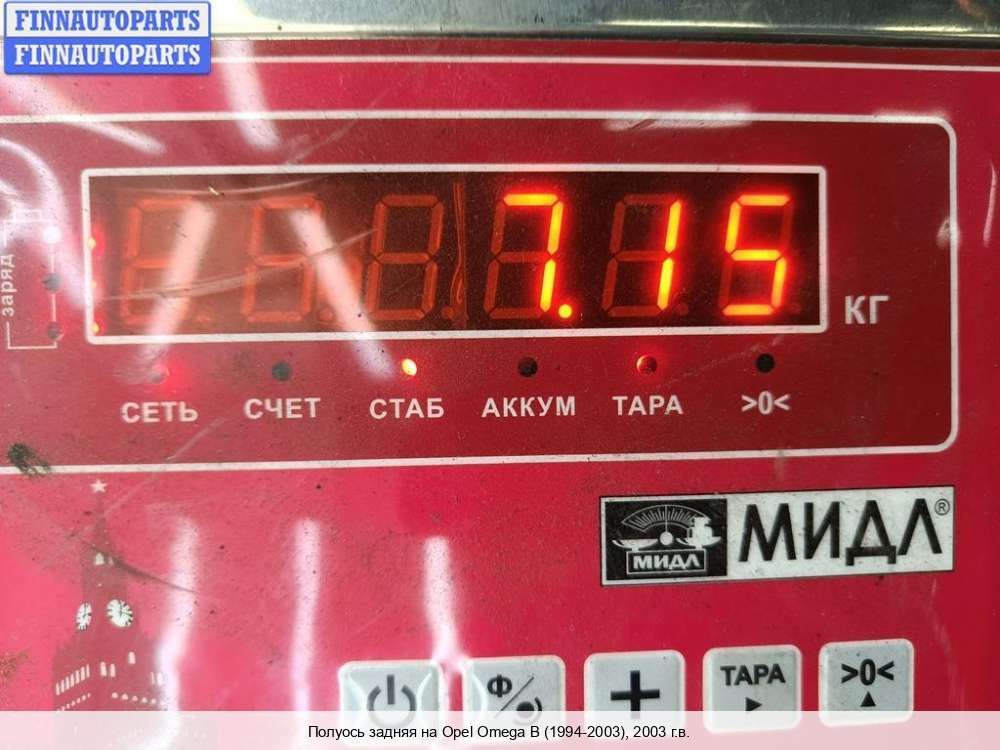 FINNAUTOPARTS
FINNAUTOPARTS
заряд
7.15
КГ
СЕТЬ СЧЕТ СТАБ АККУМ ТАРА >0<
МИДЛ МИДЛ®
Ф + ТАРА >0<
Полуось задняя на Opel Omega B (1994-2003), 2003 г.в.